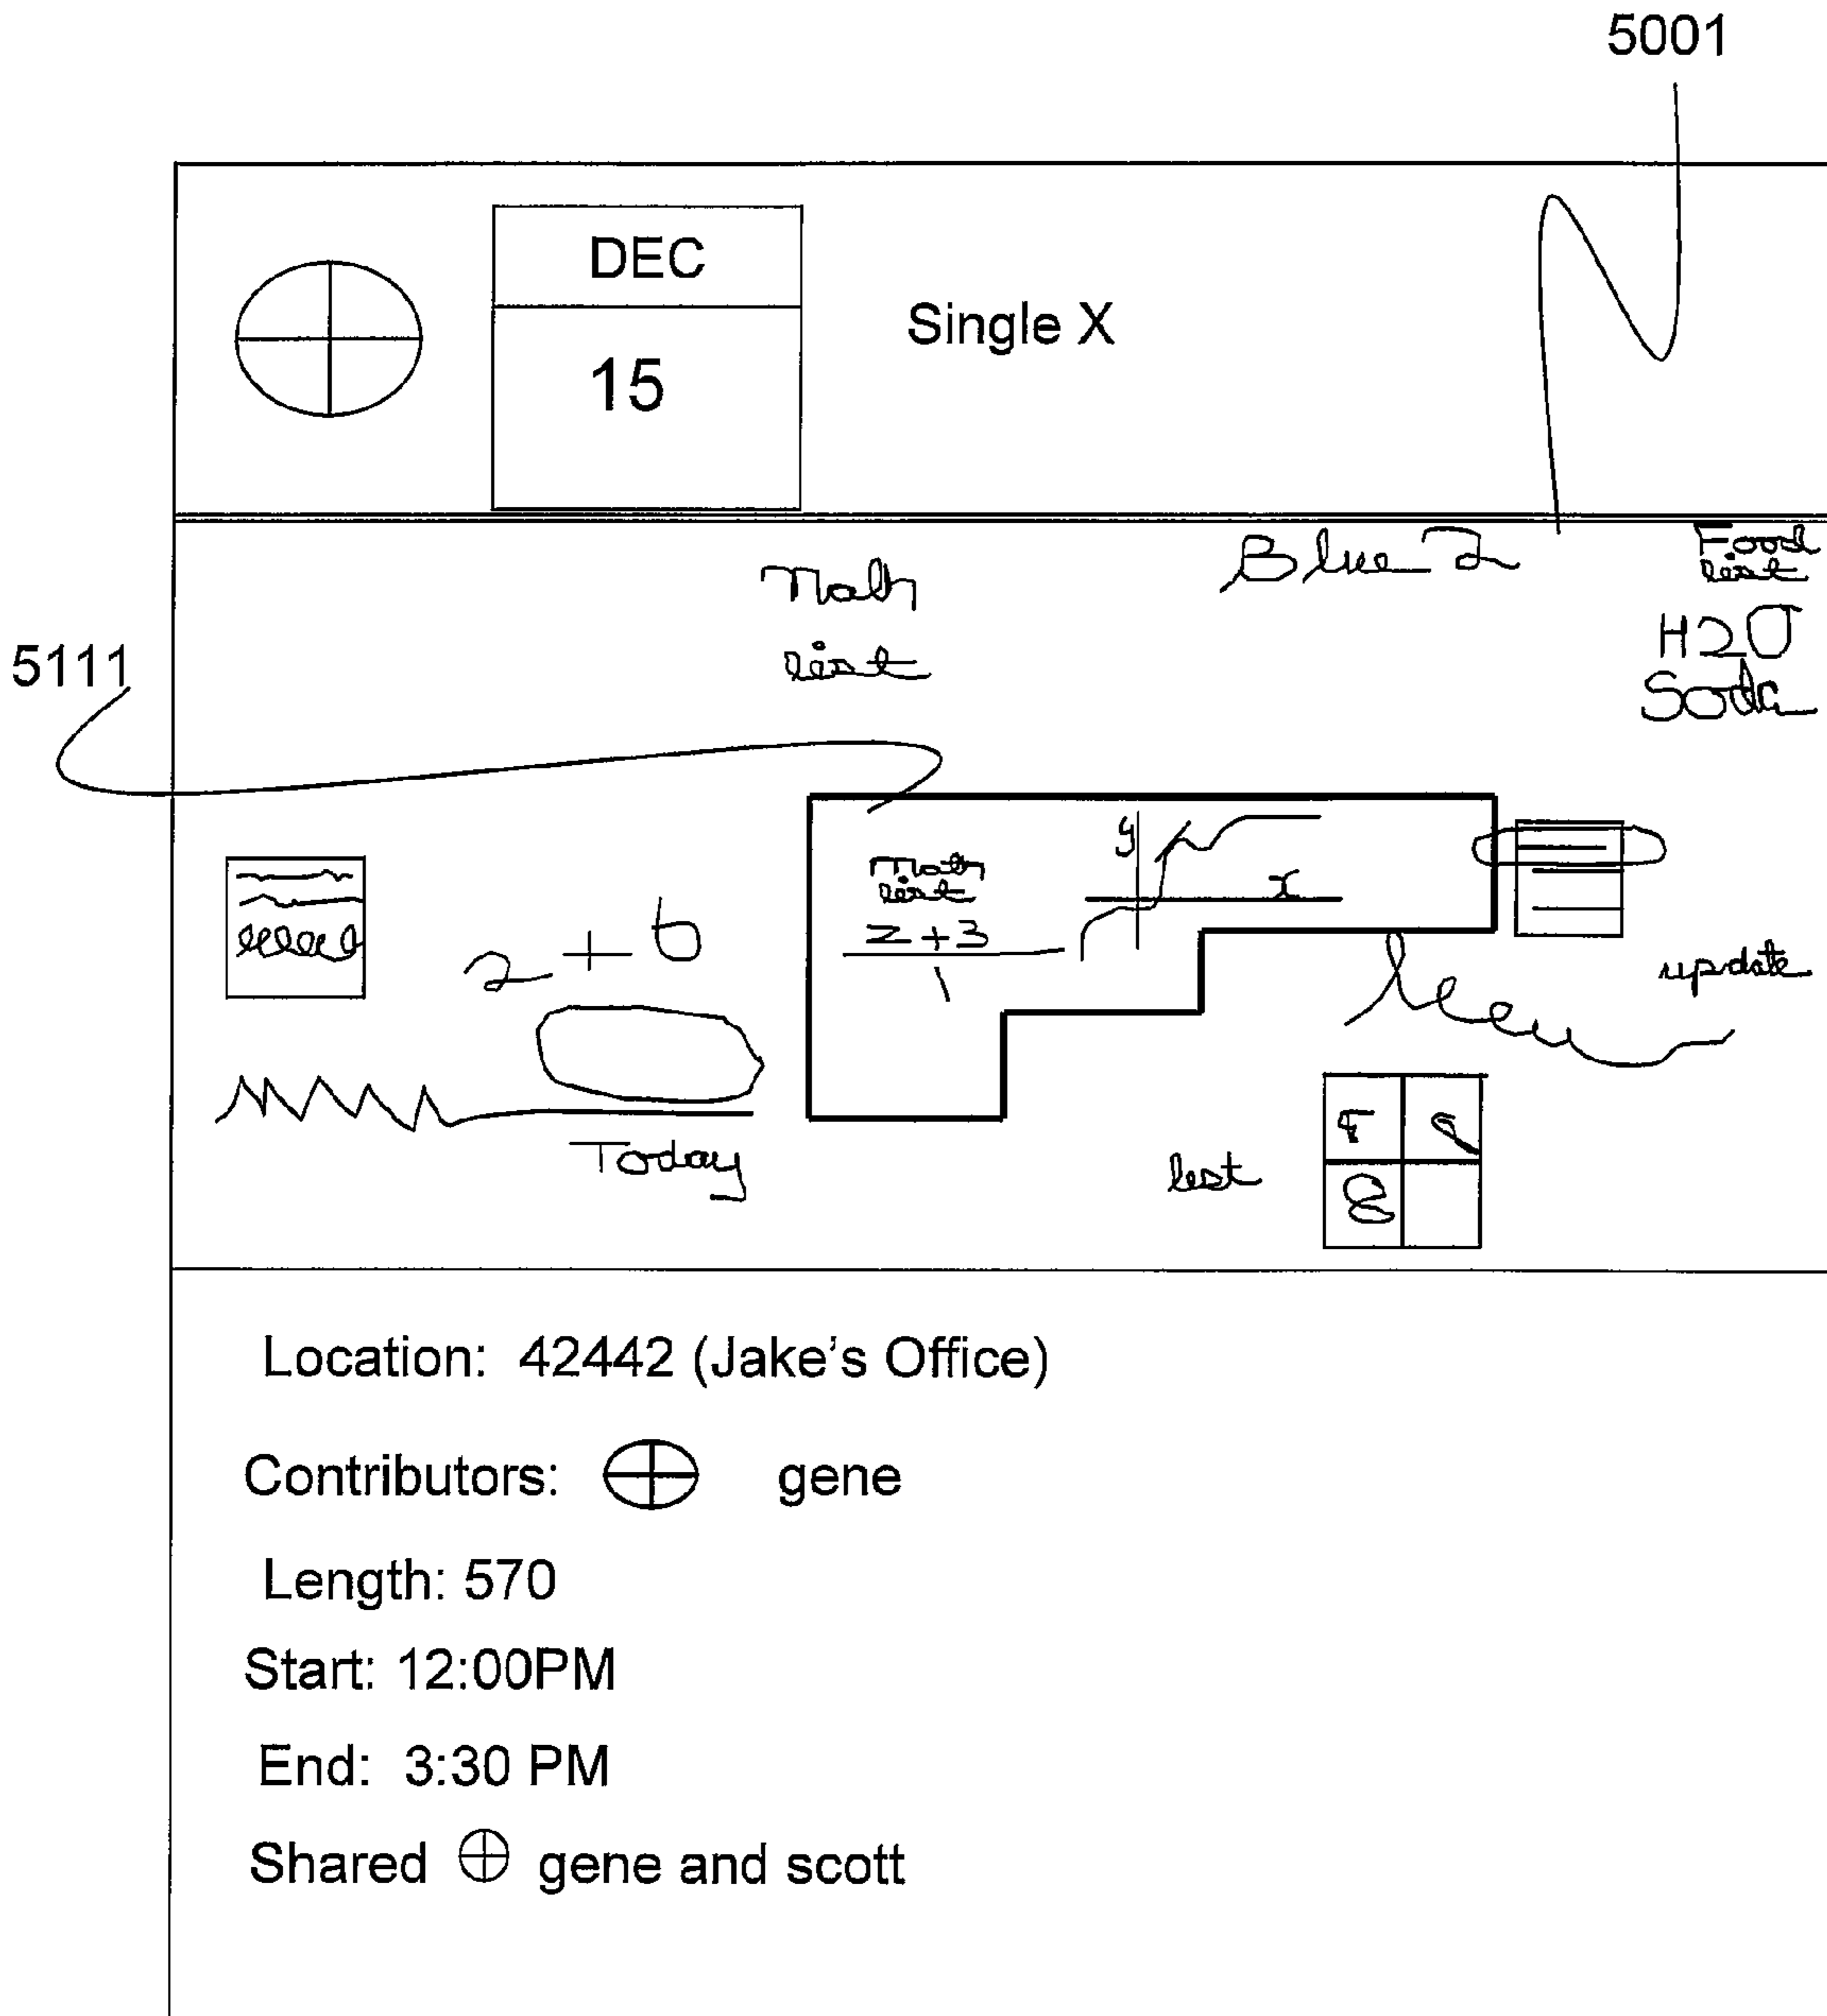 5001
DEC
15
Single X
Math
list
Blue 2
Food
list
H2O
Soda
5111
y
x
Math
list
2+3
1
2+6
update
Today
8
Location: 42442 (Jake's Office)
Contributors: gene
Length: 570
Start: 12:00PM
End: 3:30 PM
Shared gene and scott